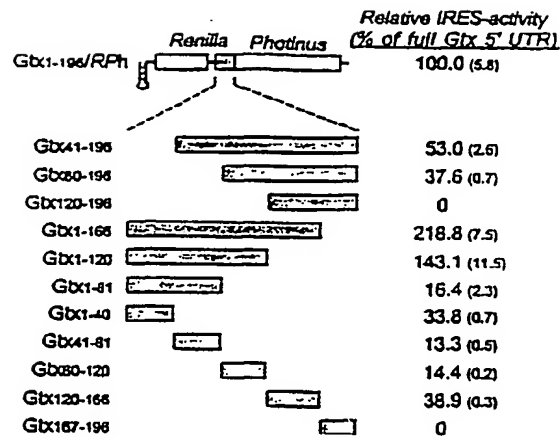 Relative IRES-activity
(% of full Gtx 5' UTR)
Renilla Photinus
Gtx1-196/RPh 100.0 (5.8)
Gtx41-196 53.0 (2.6)
Gtx80-196 37.6 (0.7)
Gtx120-196 0
Gtx1-166 218.8 (7.5)
Gtx1-120 143.1 (11.5)
Gtx1-81 16.4 (2.3)
Gtx1-40 33.8 (0.7)
Gtx41-81 13.3 (0.5)
Gtx80-120 14.4 (0.2)
Gtx120-166 38.9 (0.3)
Gtx167-196 0